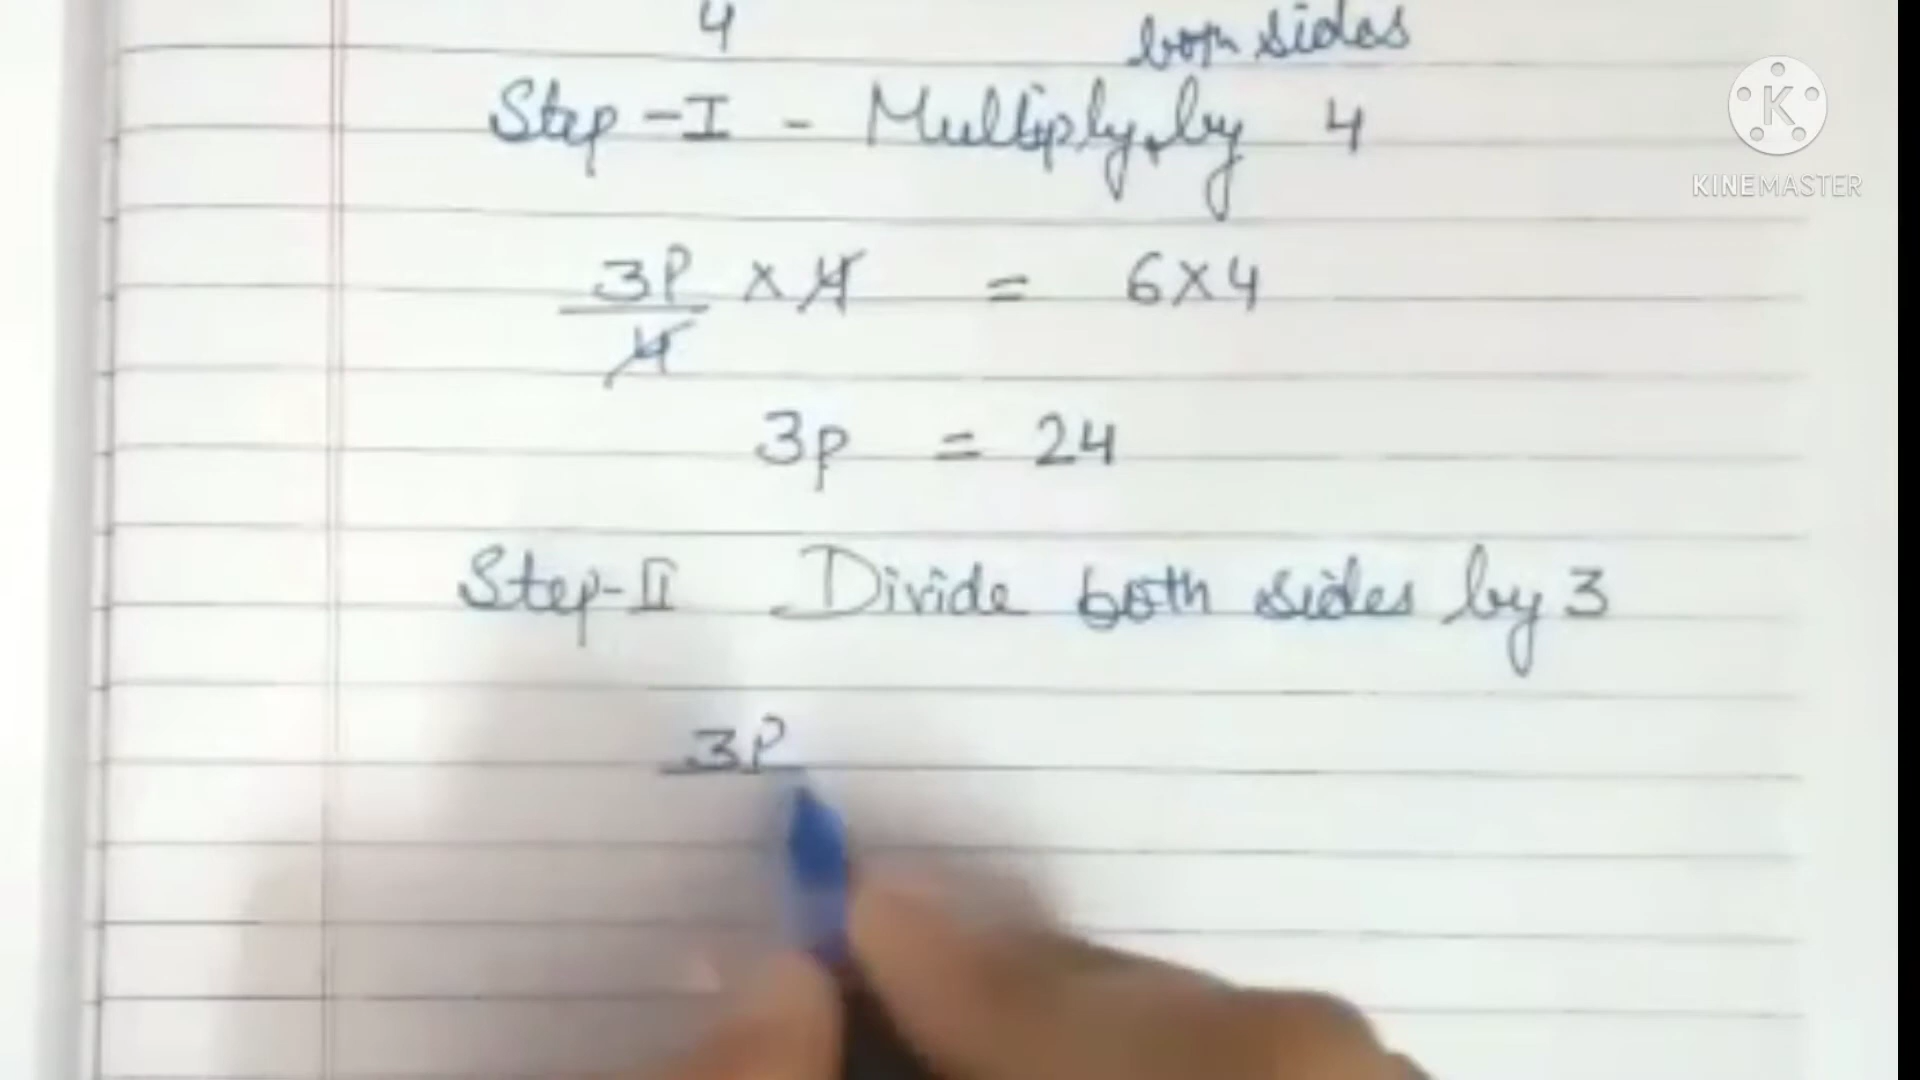 4
both sides
Step-I - Multiply by 4
3P × 4 = 6×4
4
3p = 24
Step-II Divide both sides by 3
3P
K
KINEMASTER